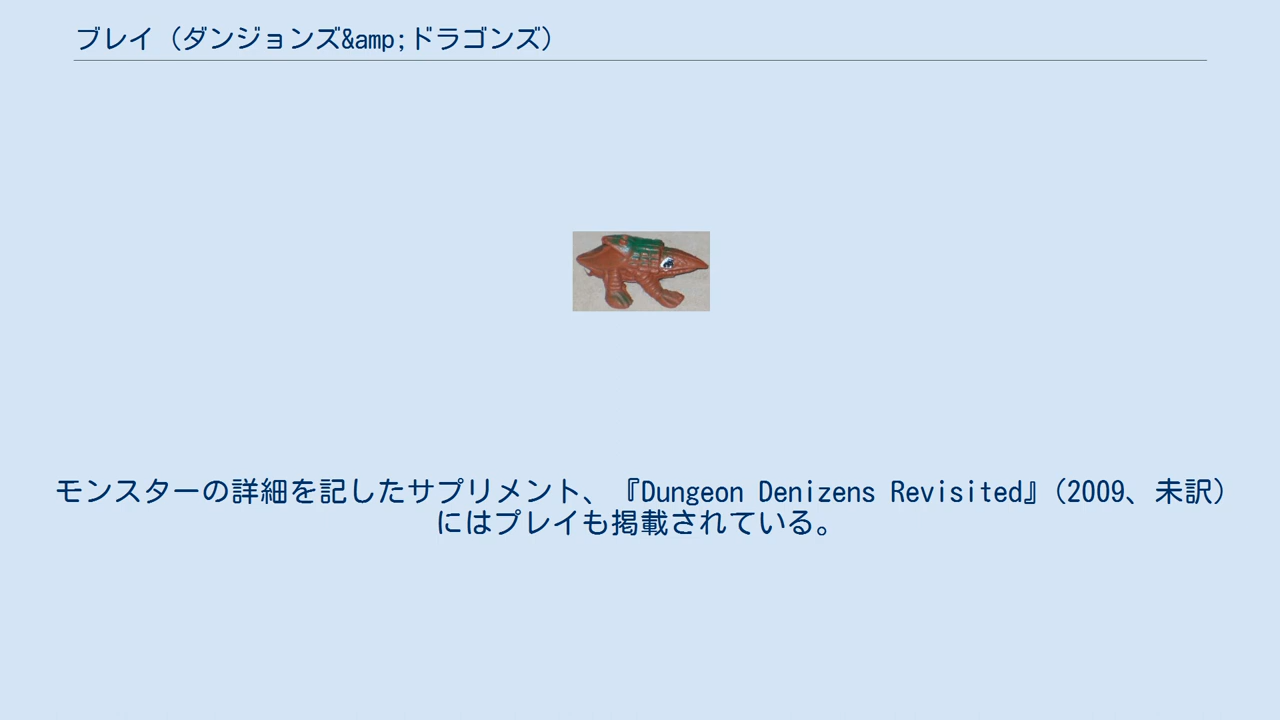 ブレイ（ダンジョンズ&amp;ドラゴンズ）
モンスターの詳細を記したサプリメント、『Dungeon Denizens Revisited』（2009、未訳）
にはブレイも掲載されている。